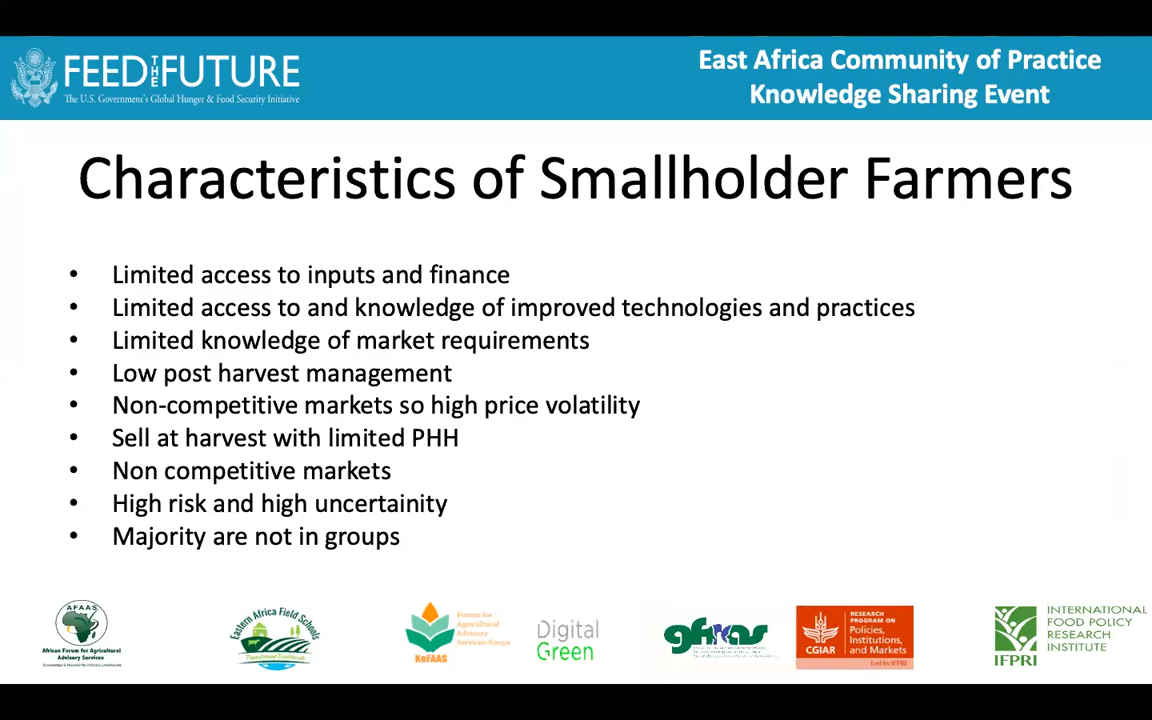 FEED THE FUTURE
The U.S. Government's Global Hunger & Food Security Initiative
East Africa Community of Practice
Knowledge Sharing Event
Characteristics of Smallholder Farmers
• Limited access to inputs and finance
• Limited access to and knowledge of improved technologies and practices
• Limited knowledge of market requirements
• Low post harvest management
• Non-competitive markets so high price volatility
• Sell at harvest with limited PHH
• Non competitive markets
• High risk and high uncertainity
• Majority are not in groups
AFAAS
African Forum for Agricultural
Advisory Services
Eastern Africa Field Schools
Forum for
Agricultural
Advisory
Services Kenya
KeFAAS
Digital
Green
gfras
CGIAR
RESEARCH
PROGRAM ON
Policies,
Institutions,
and Markets
Led by IFPRI
IFPRI
INTERNATIONAL
FOOD POLICY
RESEARCH
INSTITUTE